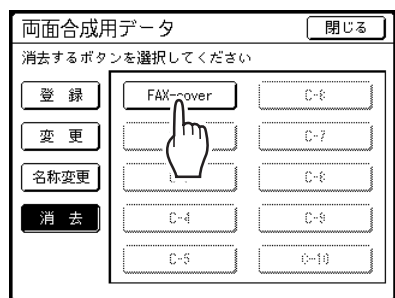 両面合成用データ
閉じる
消去するボタンを選択してください
登 録
FAX-cover
C-6
変 更
C-7
名称変更
C-8
消 去
C-4
C-9
C-5
C-10